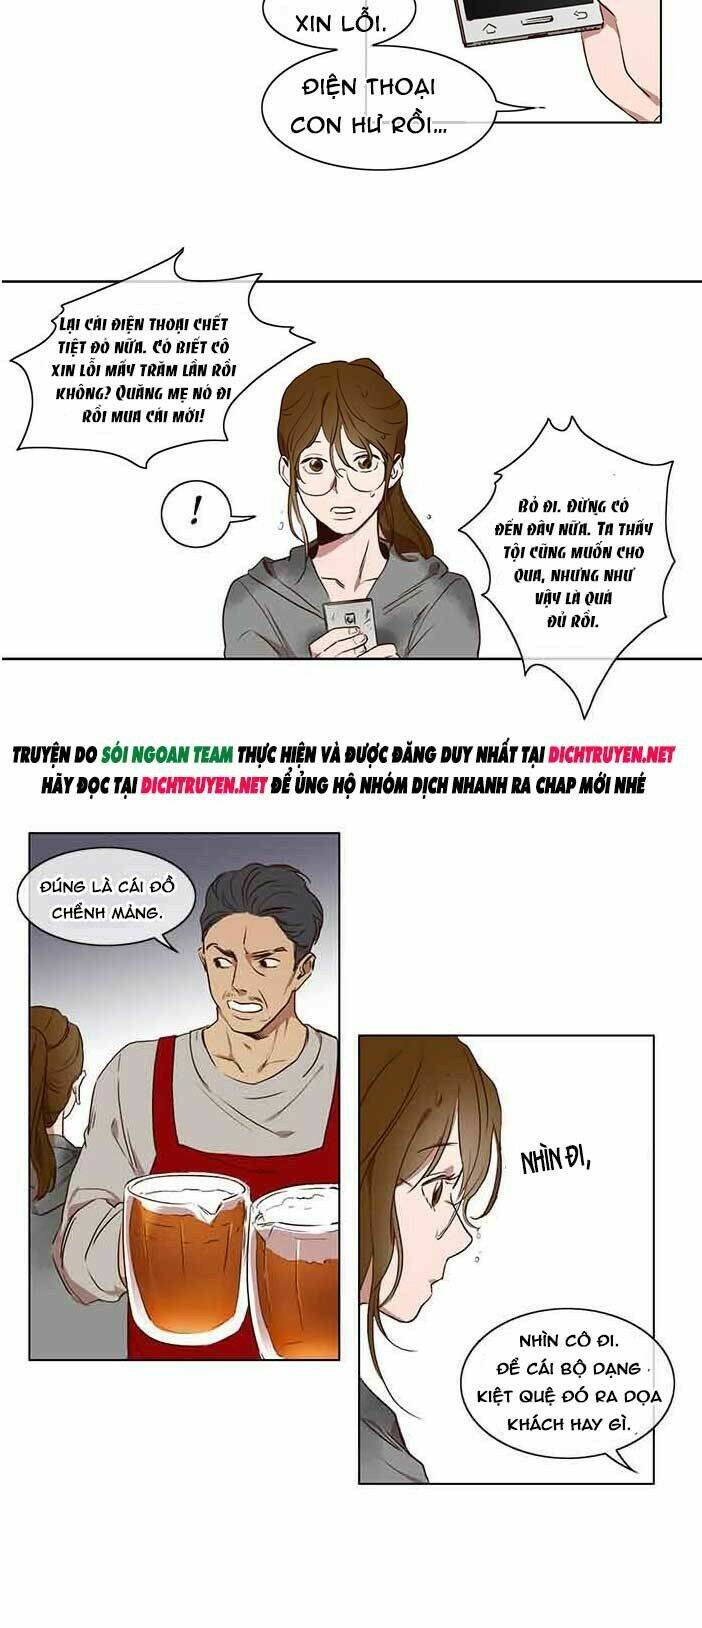 XIN LỖI.
ĐIỆN THOẠI
CON HƯ RỒI...
LẠI CÁI ĐIỆN THOẠI CHẾT
TIỆT ĐÓ NỮA. CÓ BIẾT CÔ
XIN LỖI MẤY TRĂM LẦN RỒI
KHÔNG? QUĂNG MẸ NÓ ĐI
RỒI MUA CÁI MỚI!
!
BỎ ĐI. ĐỪNG CÓ
ĐẾN ĐÂY NỮA. TA THẤY
TỘI CŨNG MUỐN CHO
QUA, NHƯNG NHƯ
VẬY LÀ QUÁ
ĐỦ RỒI.
TRUYỆN DO SÓI NGOAN TEAM THỰC HIỆN VÀ ĐƯỢC ĐĂNG DUY NHẤT TẠI DICHTRUYEN.NET
HÃY ĐỌC TẠI DICHTRUYEN.NET ĐỂ ỦNG HỘ NHÓM DỊCH NHANH RA CHAP MỚI NHÉ
ĐÚNG LÀ CÁI ĐỒ
CHỂNH MẢNG.
NHÌN ĐI,
NHÌN CÔ ĐI.
ĐỂ CÁI BỘ DẠNG
KIỆT QUỆ ĐÓ RA DỌA
KHÁCH HAY GÌ.